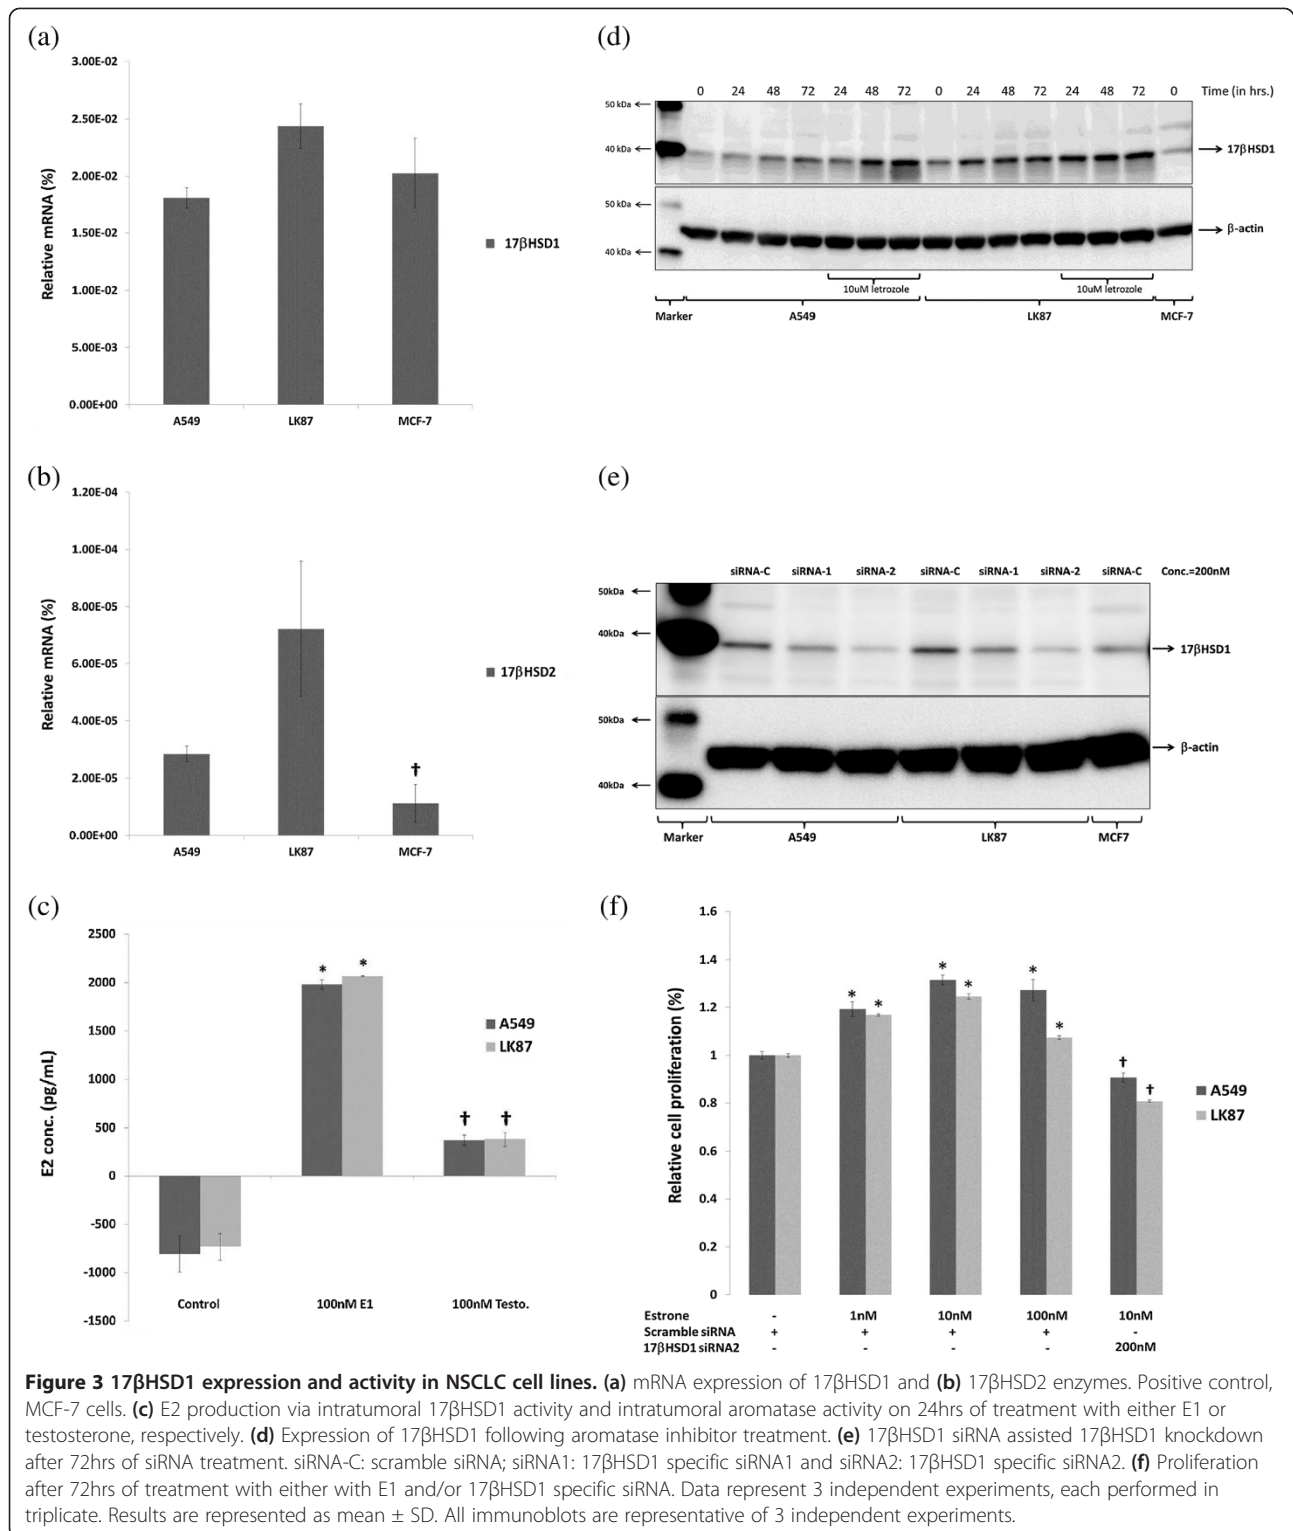 (a)
3.00E-02
2.50E-02
2.00E-02
1.50E-02
1.00E-02
5.00E-03
0.00E+00
Relative mRNA (%)
17βHSD1
A549 LK87 MCF-7
(b)
1.20E-04
1.00E-04
8.00E-05
6.00E-05
4.00E-05
2.00E-05
0.00E+00
Relative mRNA (%)
17βHSD2
†
A549 LK87 MCF-7
(c)
2500
2000
1500
1000
500
0
-500
-1000
-1500
E2 conc. (pg/mL)
* *
† †
A549
LK87
Control 100nM E1 100nM Testo.
(d)
0 24 48 72 24 48 72 0 24 48 72 24 48 72 0 Time (in hrs.)
50 kDa ←
40 kDa ← → 17βHSD1
50 kDa ←
→ β-actin
40 kDa ←
10uM letrozole 10uM letrozole
Marker A549 LK87 MCF-7
(e)
siRNA-C siRNA-1 siRNA-2 siRNA-C siRNA-1 siRNA-2 siRNA-C Conc.=200nM
50kDa ←
40kDa ←
→ 17βHSD1
50kDa ←
→ β-actin
40kDa ←
Marker A549 LK87 MCF7
(f)
1.6
1.4
1.2
1
0.8
0.6
0.4
0.2
0
Relative cell proliferation (%)
* * * * * * † †
A549
LK87
Estrone - 1nM 10nM 100nM 10nM
Scramble siRNA + + + + -
17βHSD1 siRNA2 - - - - 200nM
Figure 3 17βHSD1 expression and activity in NSCLC cell lines. (a) mRNA expression of 17βHSD1 and (b) 17βHSD2 enzymes. Positive control,
MCF-7 cells. (c) E2 production via intratumoral 17βHSD1 activity and intratumoral aromatase activity on 24hrs of treatment with either E1 or
testosterone, respectively. (d) Expression of 17βHSD1 following aromatase inhibitor treatment. (e) 17βHSD1 siRNA assisted 17βHSD1 knockdown
after 72hrs of siRNA treatment. siRNA-C: scramble siRNA; siRNA1: 17βHSD1 specific siRNA1 and siRNA2: 17βHSD1 specific siRNA2. (f) Proliferation
after 72hrs of treatment with either with E1 and/or 17βHSD1 specific siRNA. Data represent 3 independent experiments, each performed in
triplicate. Results are represented as mean ± SD. All immunoblots are representative of 3 independent experiments.